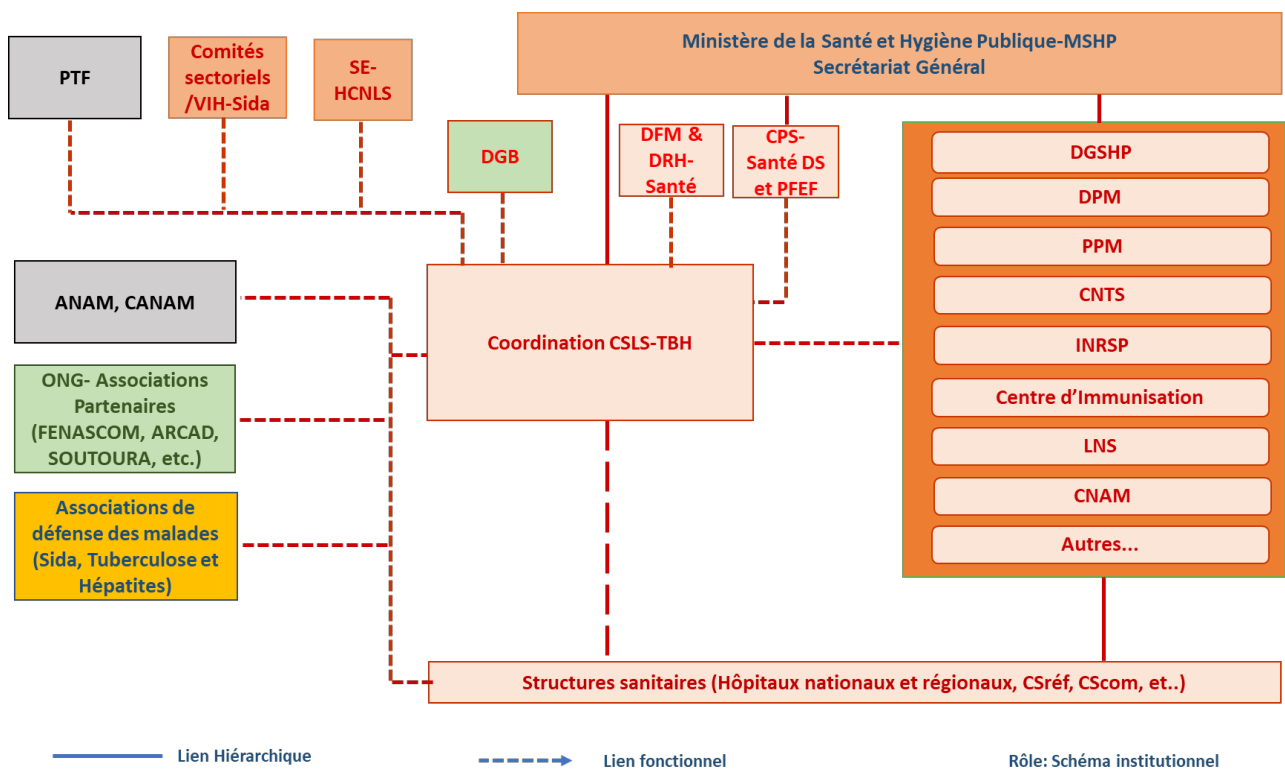 Ministère de la Santé et Hygiène Publique-MSHP
Secrétariat Général
PTF
Comités
sectoriels
/VIH-Sida
SE-
HCNLS
DGB
DFM &
DRH-
Santé
CPS-
Santé DS
et PFEF
DGSHP
DPM
PPM
CNTS
INRSP
Centre d'Immunisation
LNS
CNAM
Autres...
ANAM, CANAM
Coordination CSLS-TBH
ONG- Associations
Partenaires
(FENASCOM, ARCAD,
SOUTOURA, etc.)
Associations de
défense des malades
(Sida, Tuberculose et
Hépatites)
Structures sanitaires (Hôpitaux nationaux et régionaux, CSréf, CScom, et..)
Lien Hiérarchique
Lien fonctionnel
Rôle: Schéma institutionnel